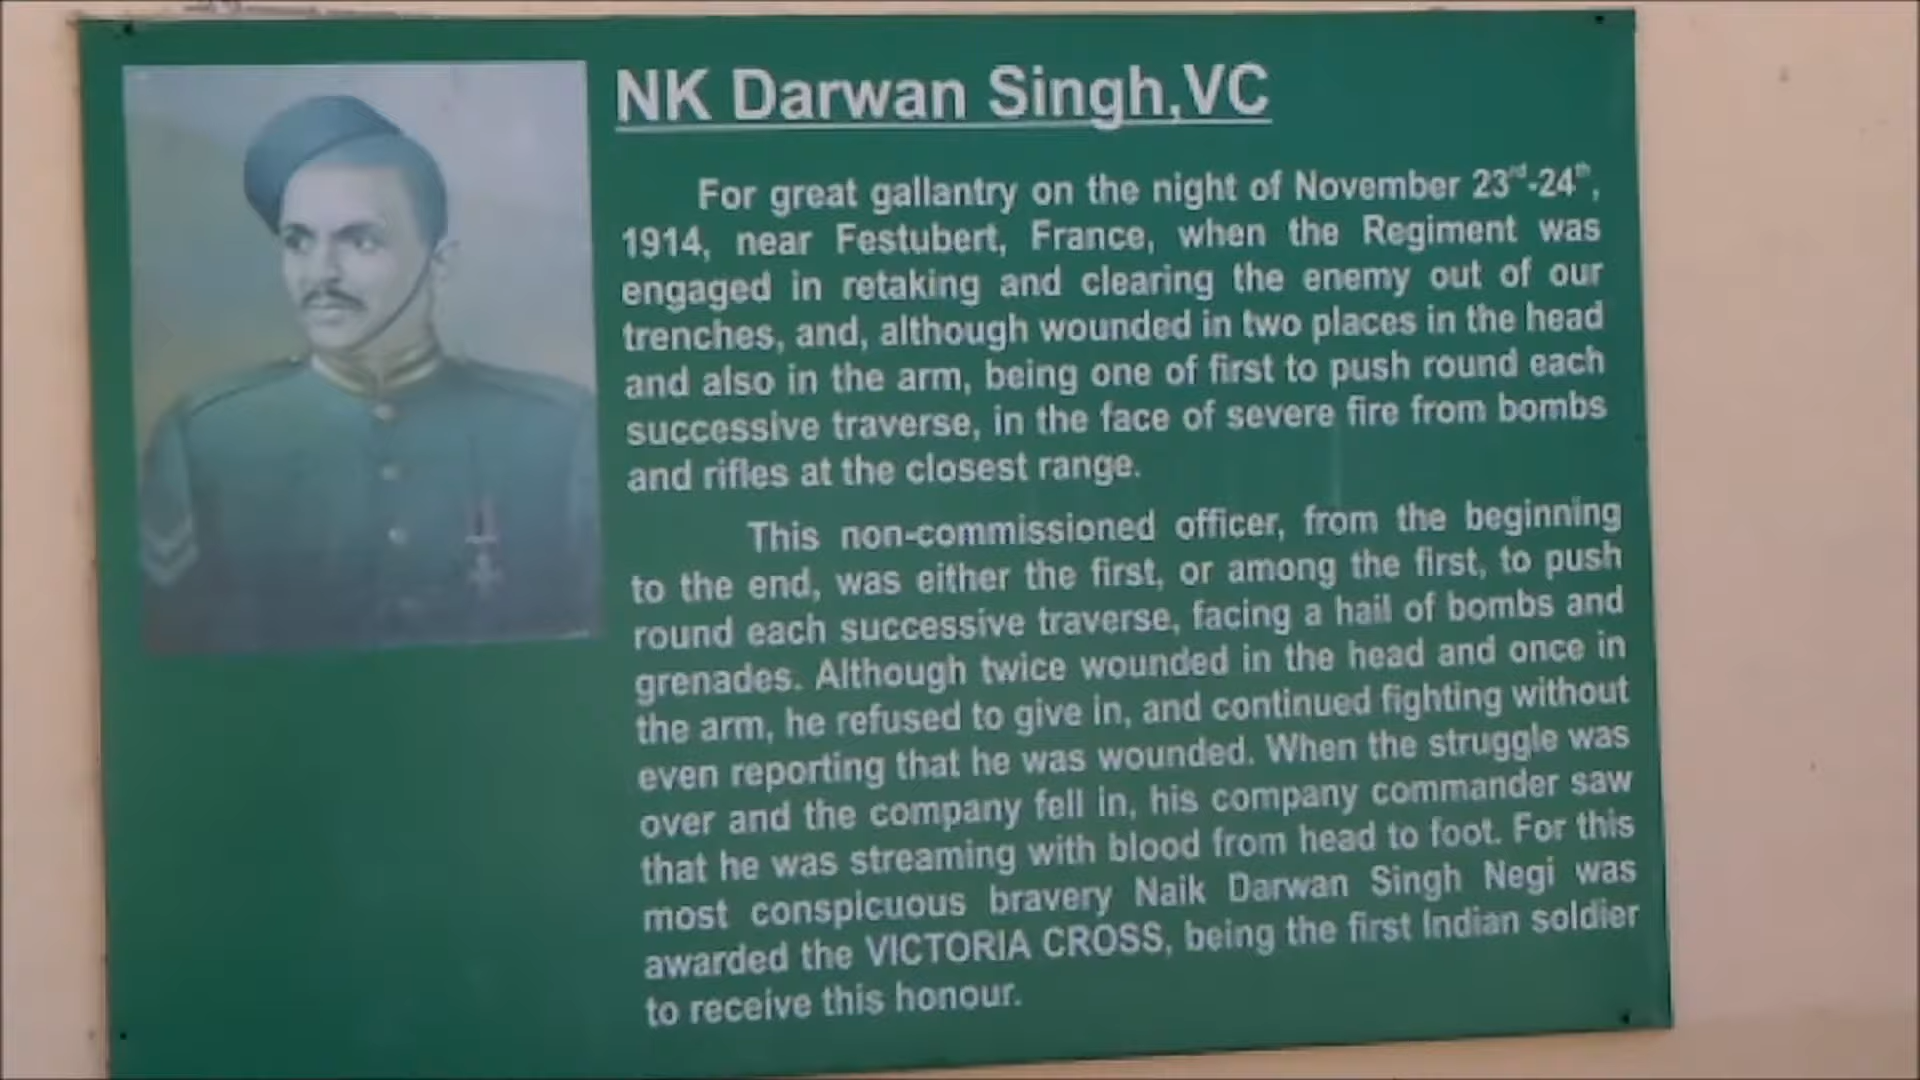 NK Darwan Singh,VC
For great gallantry on the night of November 23rd-24th,
1914, near Festubert, France, when the Regiment was
engaged in retaking and clearing the enemy out of our
trenches, and, although wounded in two places in the head
and also in the arm, being one of first to push round each
successive traverse, in the face of severe fire from bombs
and rifles at the closest range.
This non-commissioned officer, from the beginning
to the end, was either the first, or among the first, to push
round each successive traverse, facing a hail of bombs and
grenades. Although twice wounded in the head and once in
the arm, he refused to give in, and continued fighting without
even reporting that he was wounded. When the struggle was
over and the company fell in, his company commander saw
that he was streaming with blood from head to foot. For this
most conspicuous bravery Naik Darwan Singh Negi was
awarded the VICTORIA CROSS, being the first Indian soldier
to receive this honour.